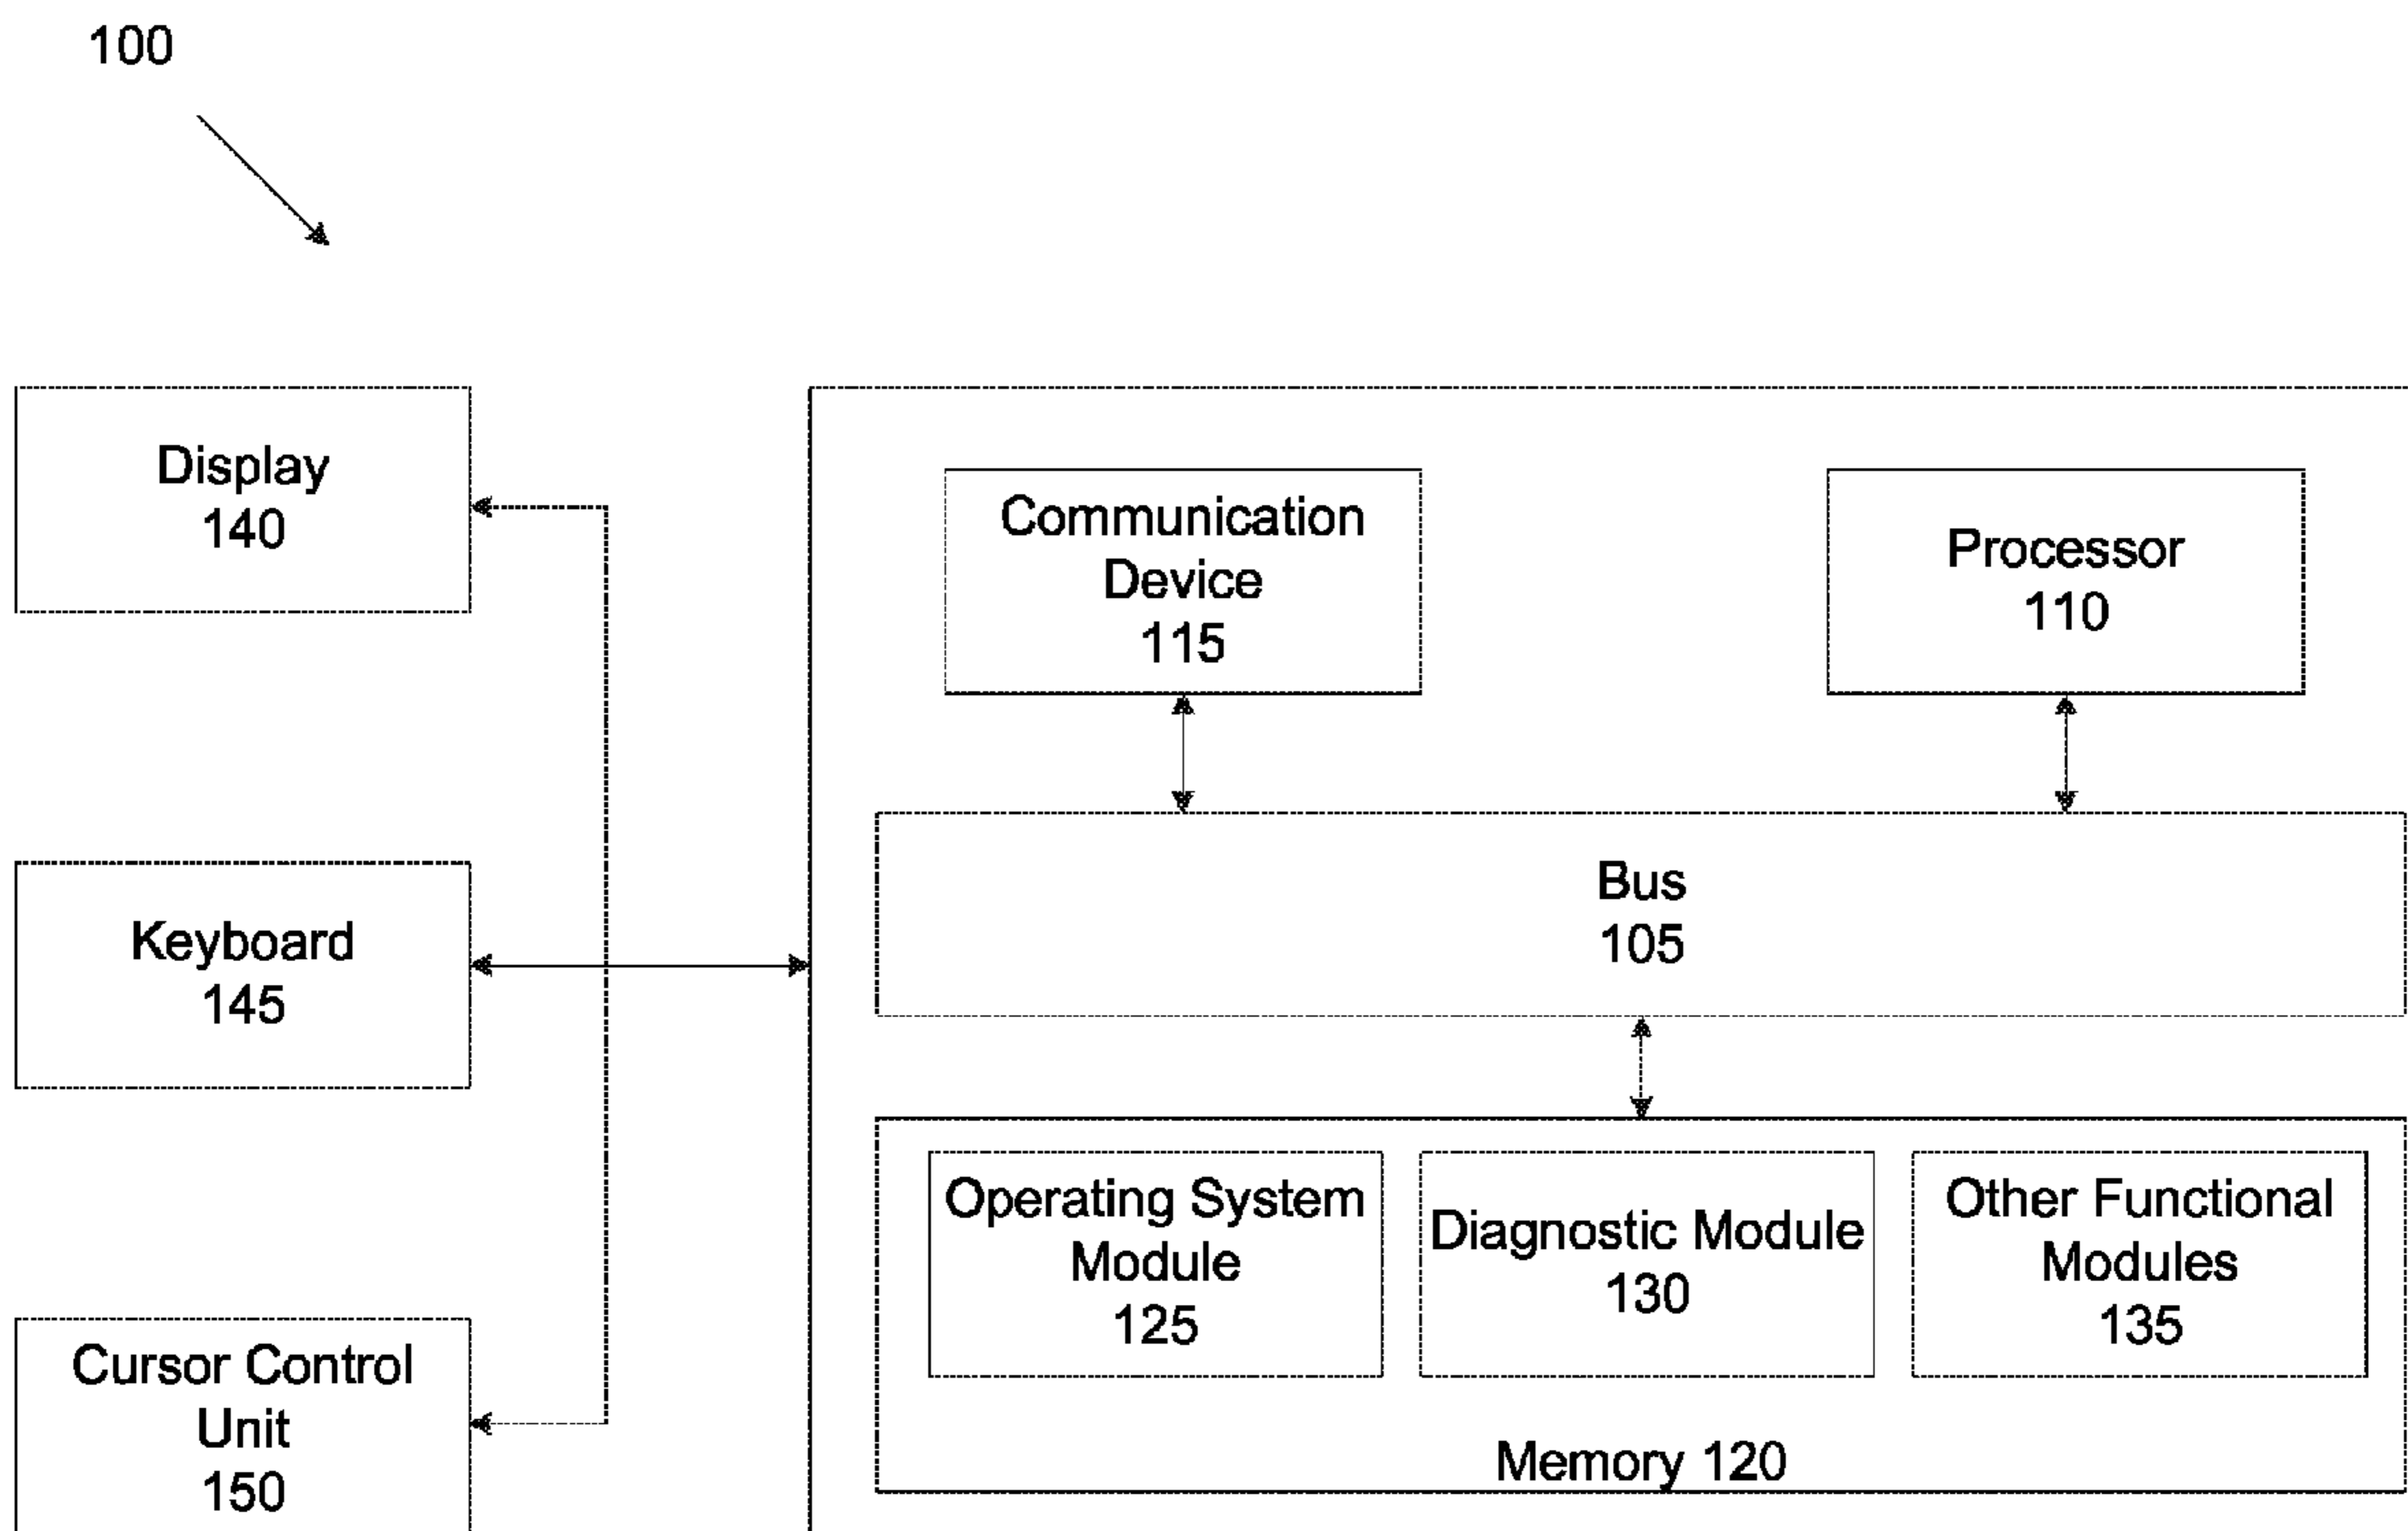 100
Display
140
Communication
Device
115
Processor
110
Bus
105
Keyboard
145
Operating System
Module
125
Diagnostic Module
130
Other Functional
Modules
135
Cursor Control
Unit
150
Memory 120